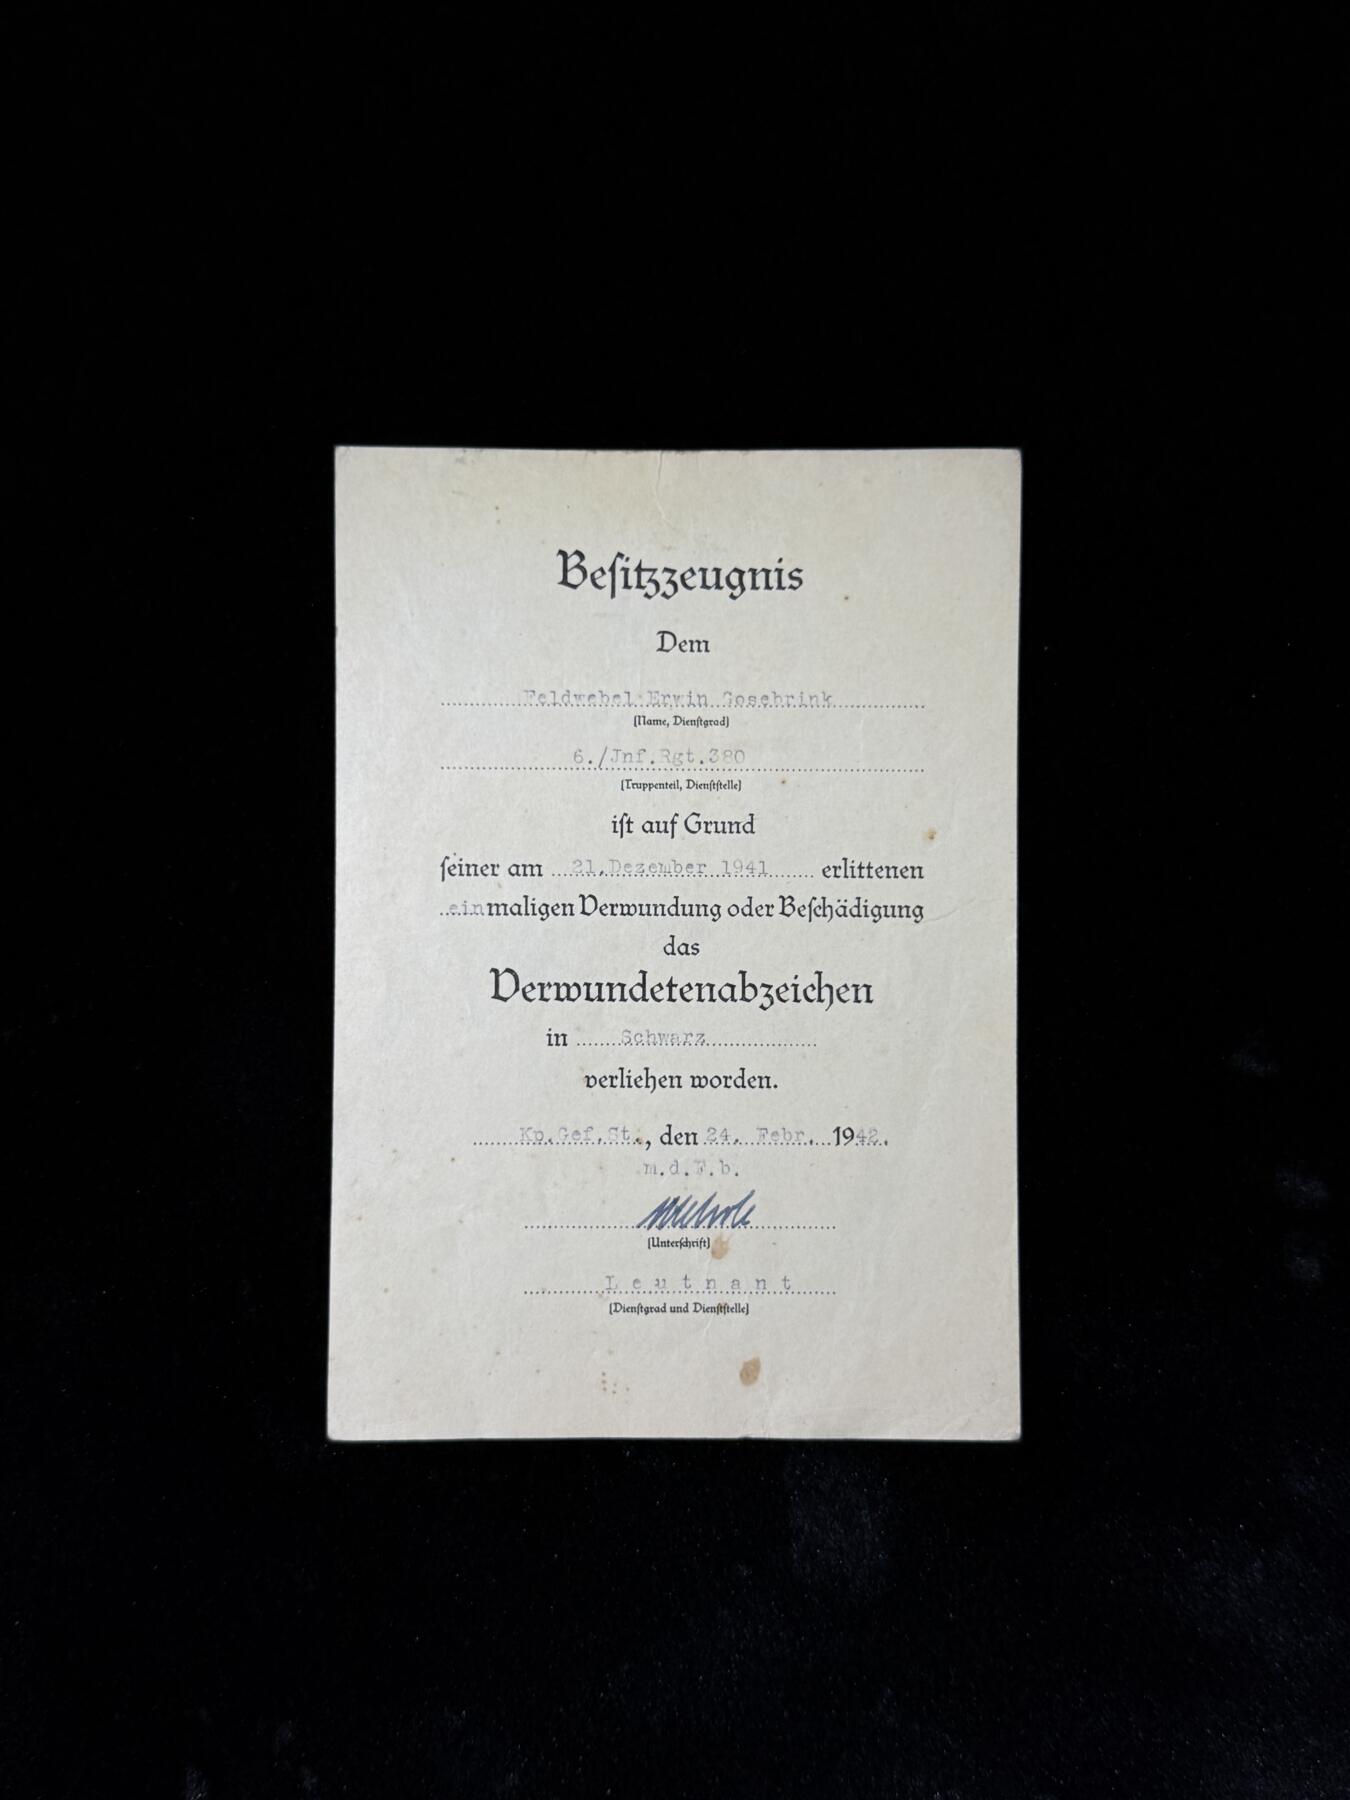 Besitzzeugnis
Dem
Feldwebel Erwin Gosebrink
(Name, Dienstgrad)
6./Jnf.Rgt.380
(Truppenteil, Dienststelle)
ist auf Grund
seiner am 21.Dezember 1941 erlittenen
einmaligen Verwundung oder Beschädigung
das
Verwundetenabzeichen
in Schwarz
verliehen worden.
Kp.Gef.St., den 24. Febr. 1942.
m.d.F.b.
(Unterschrift)
Leutnant
(Dienstgrad und Dienststelle)